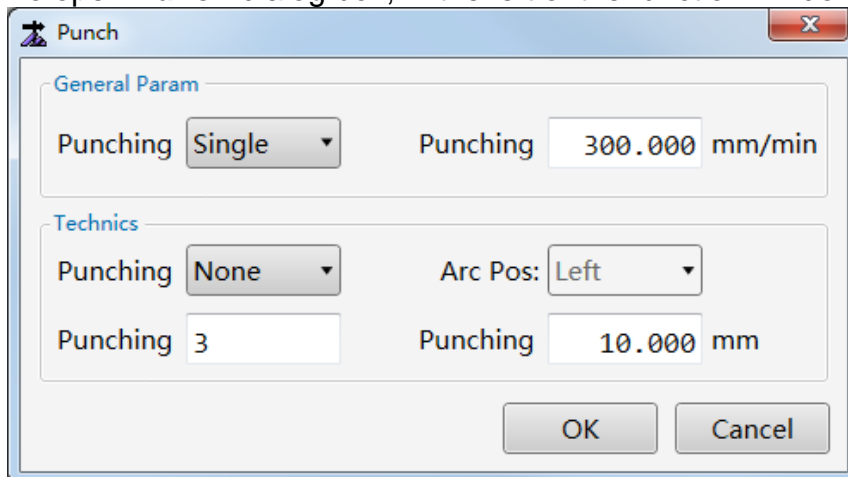 Punch
General Param
Punching Single Punching 300.000 mm/min
Technics
Punching None Arc Pos: Left
Punching 3 Punching 10.000 mm
OK Cancel